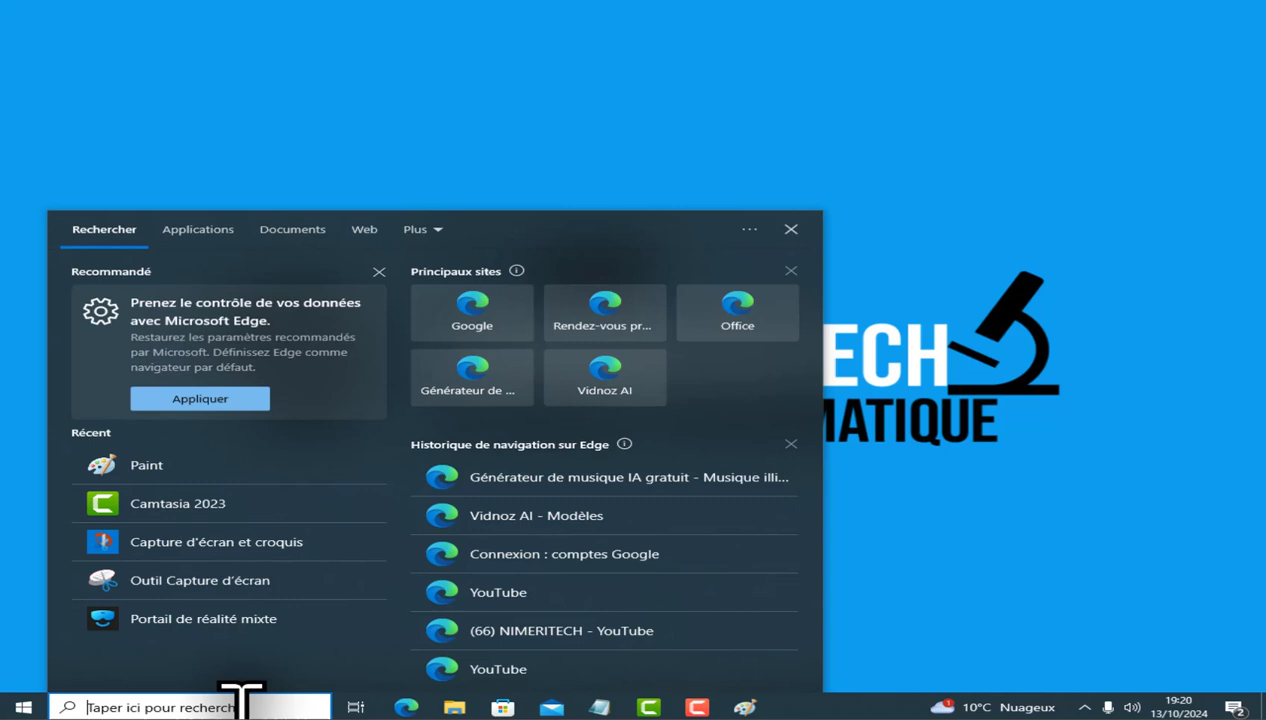 Rechercher
Applications
Documents
Web
Plus
Recommandé
Prenez le contrôle de vos données
avec Microsoft Edge.
Restaurez les paramètres recommandés
par Microsoft. Définissez Edge comme
navigateur par défaut.
Appliquer
Récent
Paint
Camtasia 2023
Capture d'écran et croquis
Outil Capture d'écran
Portail de réalité mixte
Principaux sites
Google
Rendez-vous pr...
Office
Générateur de ...
Vidnoz AI
Historique de navigation sur Edge
Générateur de musique IA gratuit - Musique illi...
Vidnoz AI - Modèles
Connexion : comptes Google
YouTube
(66) NIMERITECH - YouTube
YouTube
ECH
MATIQUE
Taper ici pour recherch
1
10°C Nuageux
19:20
13/10/2024
2